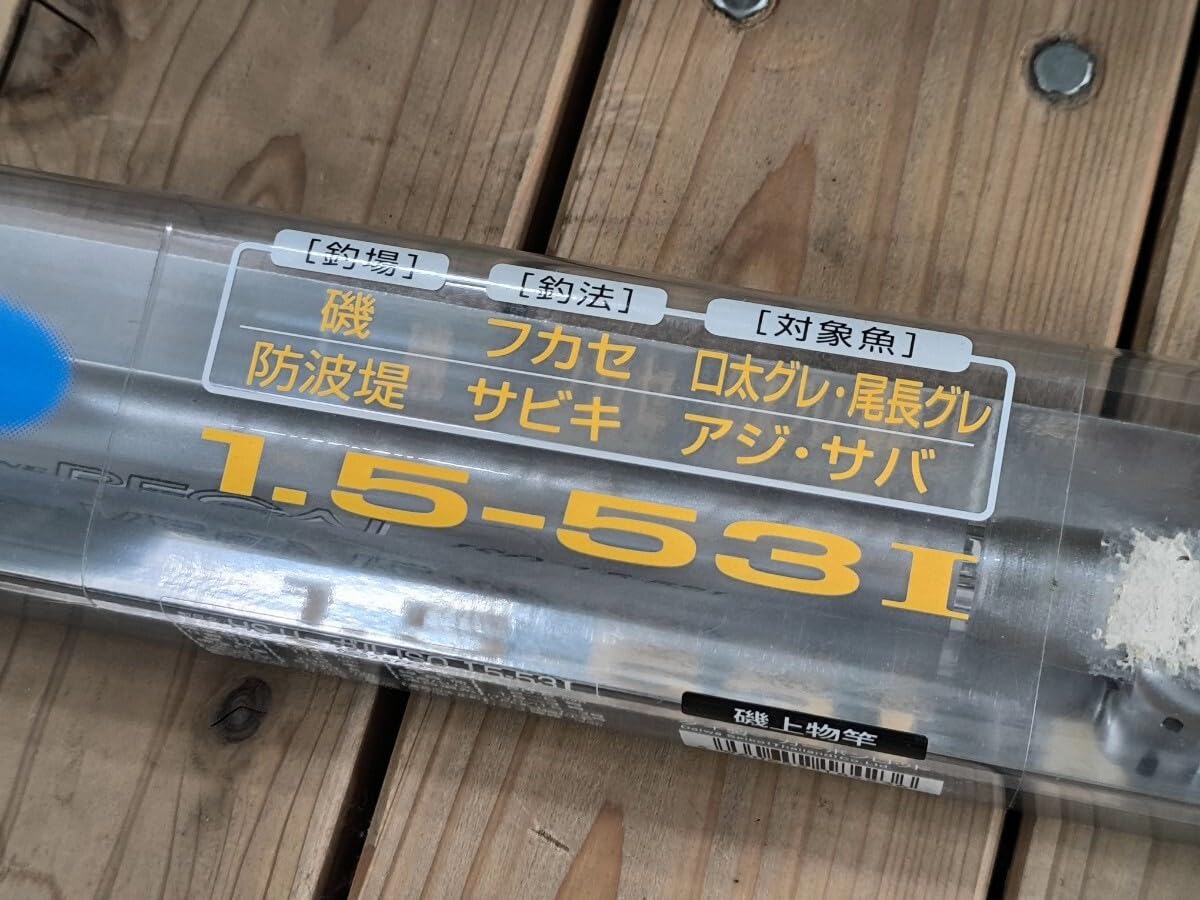 [釣場] [釣法] [対象魚]
磯 フカセ 口太グレ・尾長グレ
防波堤 サビキ アジ・サバ
1.5-53I
磯上物竿